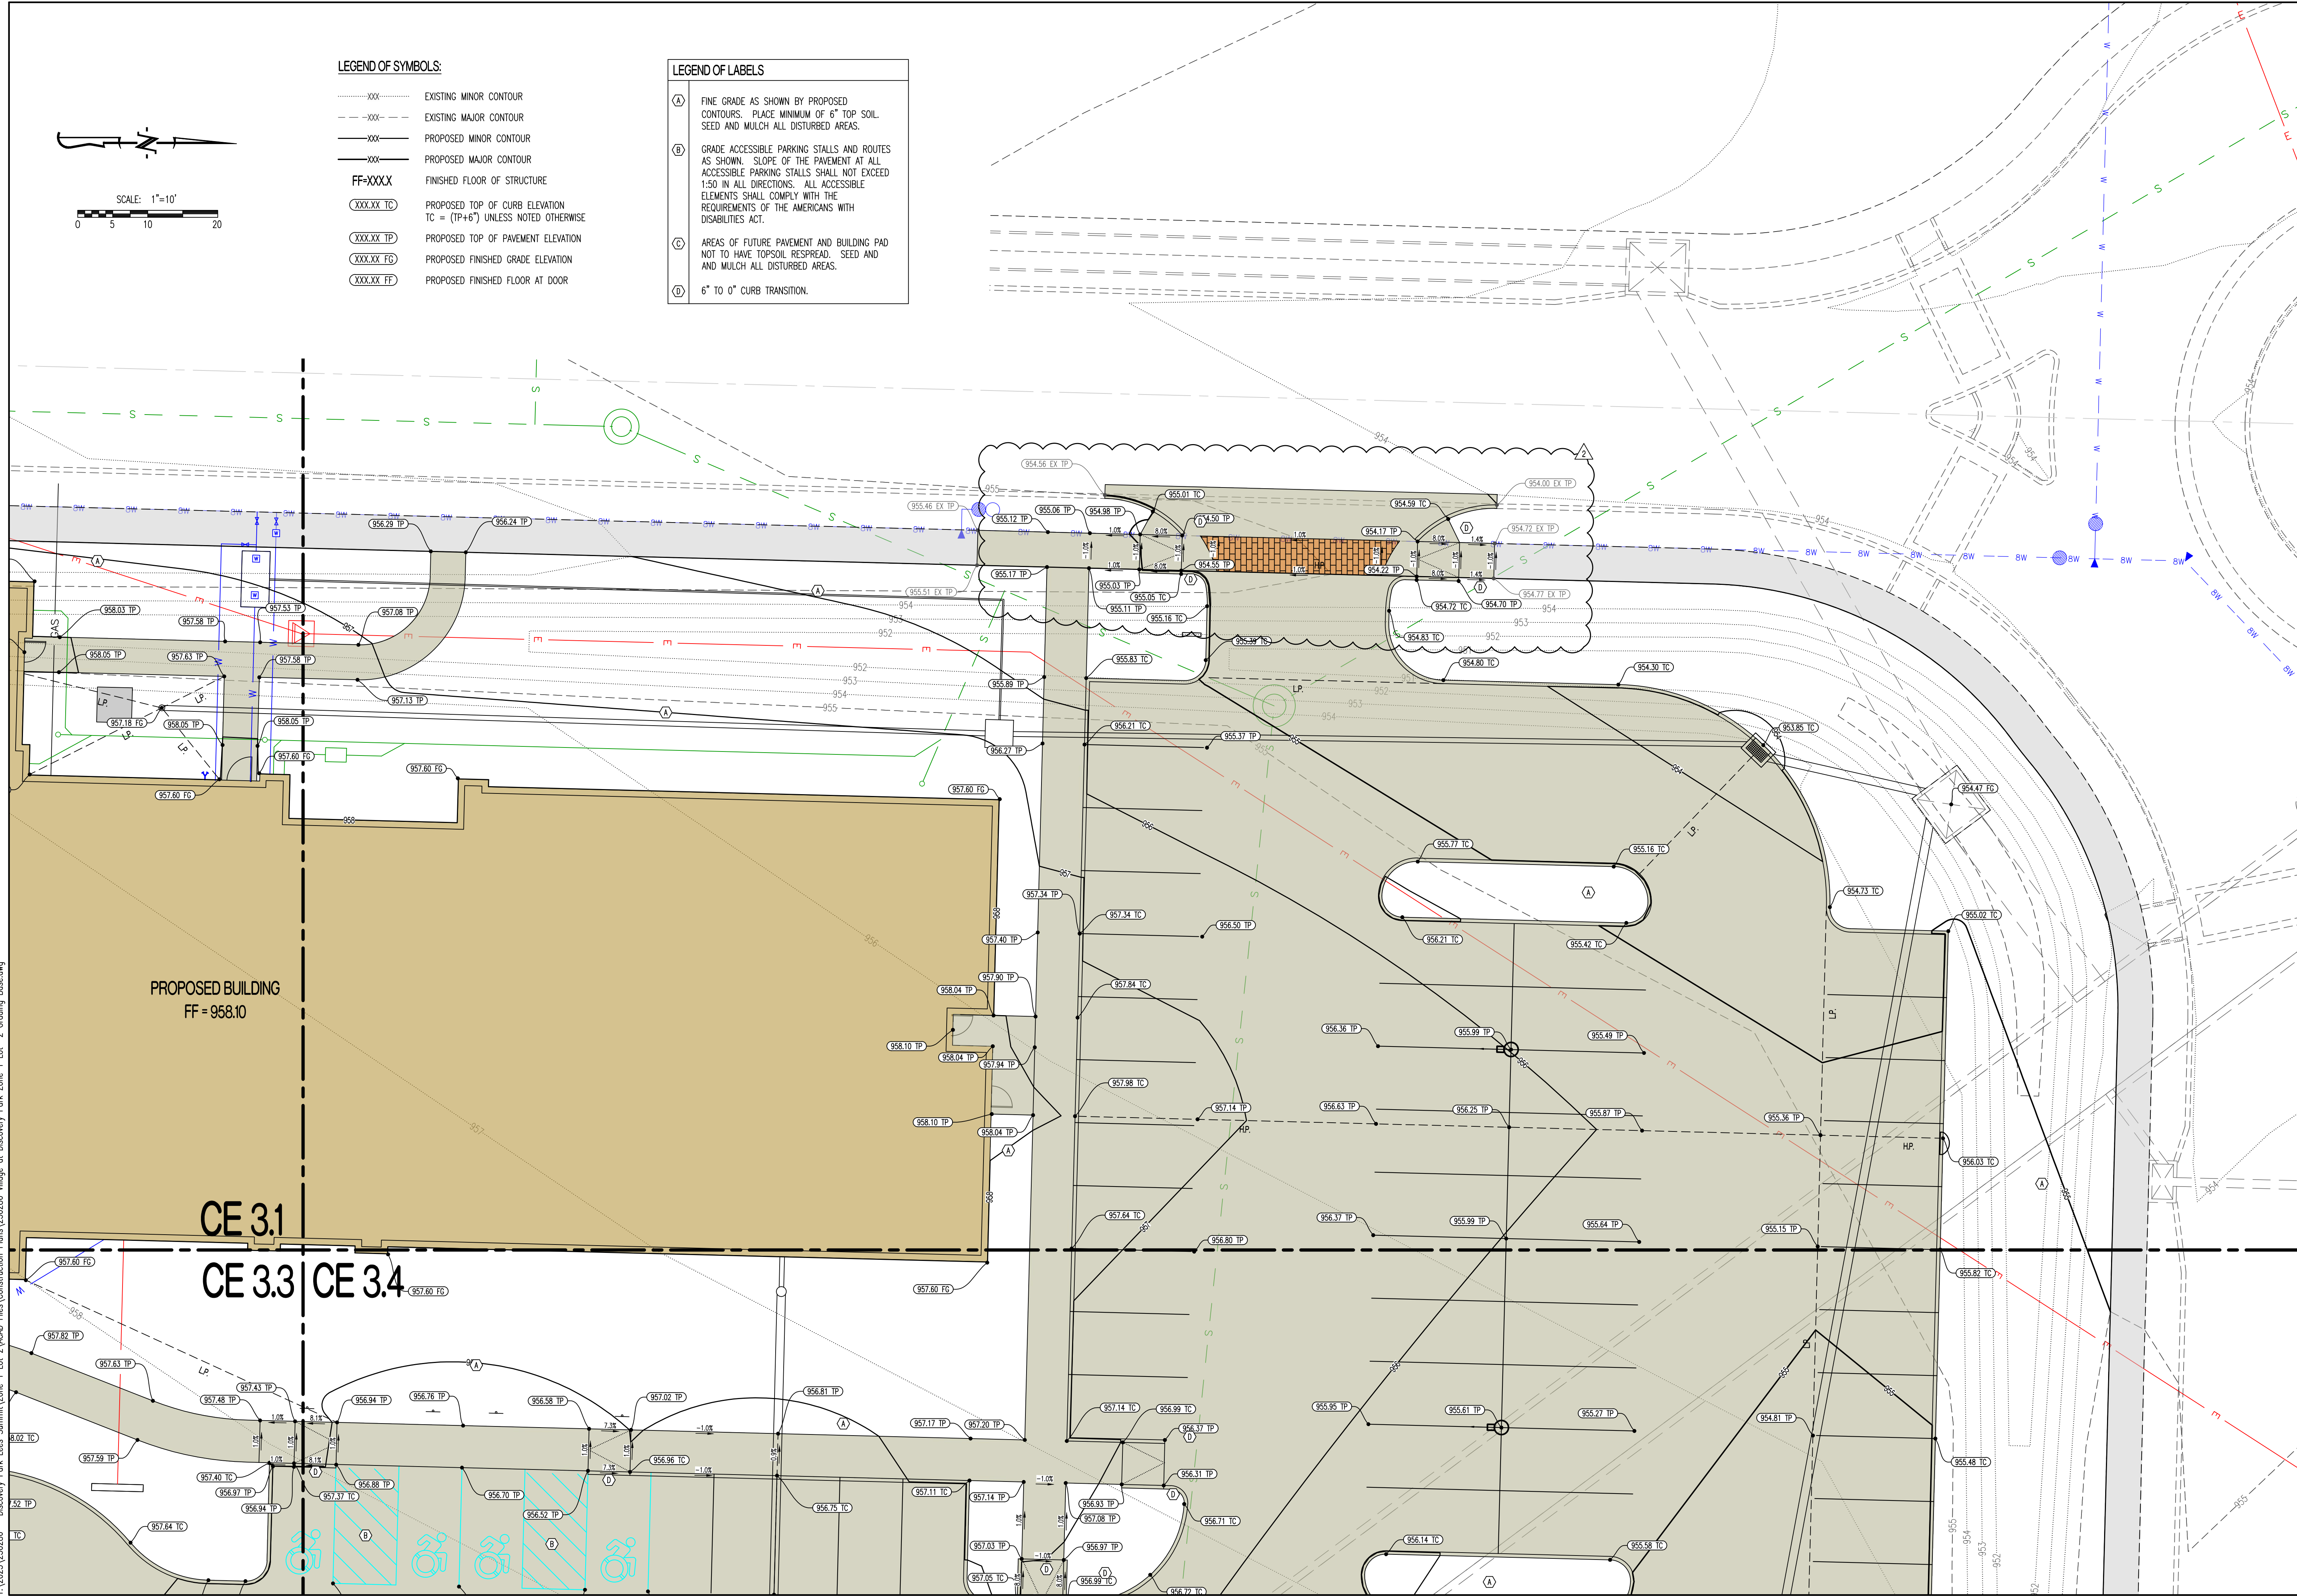 LEGEND OF SYMBOLS:
XXX EXISTING MINOR CONTOUR
XXX EXISTING MAJOR CONTOUR
XXX PROPOSED MINOR CONTOUR
XXX PROPOSED MAJOR CONTOUR
FF=XXX.X FINISHED FLOOR OF STRUCTURE
XXX.XX TC PROPOSED TOP OF CURB ELEVATION
TC = (TP+6") UNLESS NOTED OTHERWISE
XXX.XX TP PROPOSED TOP OF PAVEMENT ELEVATION
XXX.XX FG PROPOSED FINISHED GRADE ELEVATION
XXX.XX FF PROPOSED FINISHED FLOOR AT DOOR
LEGEND OF LABELS
A FINE GRADE AS SHOWN BY PROPOSED
CONTOURS. PLACE MINIMUM OF 6" TOP SOIL.
SEED AND MULCH ALL DISTURBED AREAS.
B GRADE ACCESSIBLE PARKING STALLS AND ROUTES
AS SHOWN. SLOPE OF THE PAVEMENT AT ALL
ACCESSIBLE PARKING STALLS SHALL NOT EXCEED
1:50 IN ALL DIRECTIONS. ALL ACCESSIBLE
ELEMENTS SHALL COMPLY WITH THE
REQUIREMENTS OF THE AMERICANS WITH
DISABILITIES ACT.
C AREAS OF FUTURE PAVEMENT AND BUILDING PAD
NOT TO HAVE TOPSOIL RESPREAD. SEED AND
AND MULCH ALL DISTURBED AREAS.
D 6" TO 0" CURB TRANSITION.
Z
SCALE: 1"=10'
0 5 10 20
2
954
955
954.56 EX TP
955.01 TC
954.59 TC
954.00 EX TP
955.46 EX TP
955.12 TP
955.06 TP
954.98 TP
954.50 TP
954.17 TP
954.72 EX TP
956.29 TP
956.24 TP
955.17 TP
955.03 TP
954.55 TP
954.22 TP
955.51 EX TP
955.05 TC
955.11 TP
955.16 TC
954.72 TC
954.70 TP
954.77 EX TP
H.P.
958.03 TP
957.53 TP
957.58 TP
957.08 TP
GAS
955.39 TC
954.83 TC
958.05 TP
957.63 TP
957.58 TP
955.83 TC
954.80 TC
954.30 TC
957.13 TP
955.89 TP
L.P.
957.18 FG
958.05 TP
958.05 TP
956.21 TC
953.85 TC
956.27 TP
955.37 TP
957.60 FG
957.60 FG
957.60 FG
957.60 FG
954.47 FG
958
955.77 TC
955.16 TC
L.P.
957.34 TP
957.34 TC
954.73 TC
955.02 TC
957.40 TP
956.50 TP
956.21 TC
955.42 TC
957.90 TP
957.84 TC
958.04 TP
PROPOSED BUILDING
FF = 958.10
956.36 TP
955.99 TP
955.49 TP
958.10 TP
958.04 TP
957.94 TP
957.98 TC
957.14 TP
956.63 TP
956.25 TP
955.87 TP
955.36 TP
958.10 TP
958.04 TP
H.P.
H.P.
956.03 TC
CE 3.1
957.64 TC
956.37 TP
955.99 TP
955.64 TP
955.15 TP
956.80 TP
957.60 FG
955.82 TC
CE 3.3
CE 3.4
957.60 FG
957.60 FG
957.82 TP
957.63 TP
L.P.
957.43 TP
957.48 TP
956.94 TP
956.76 TP
956.58 TP
957.02 TP
956.81 TP
957.17 TP
957.20 TP
957.14 TC
956.99 TC
956.37 TP
955.95 TP
955.61 TP
955.27 TP
954.81 TP
957.59 TP
957.40 TC
956.97 TP
956.94 TP
957.37 TC
956.88 TP
956.70 TP
956.52 TP
956.96 TC
956.75 TC
957.11 TC
957.14 TP
956.93 TP
957.08 TP
956.31 TP
956.71 TC
955.48 TC
957.64 TC
957.03 TP
956.97 TP
956.14 TC
955.58 TC
957.05 TC
956.99 TC
956.72 TC